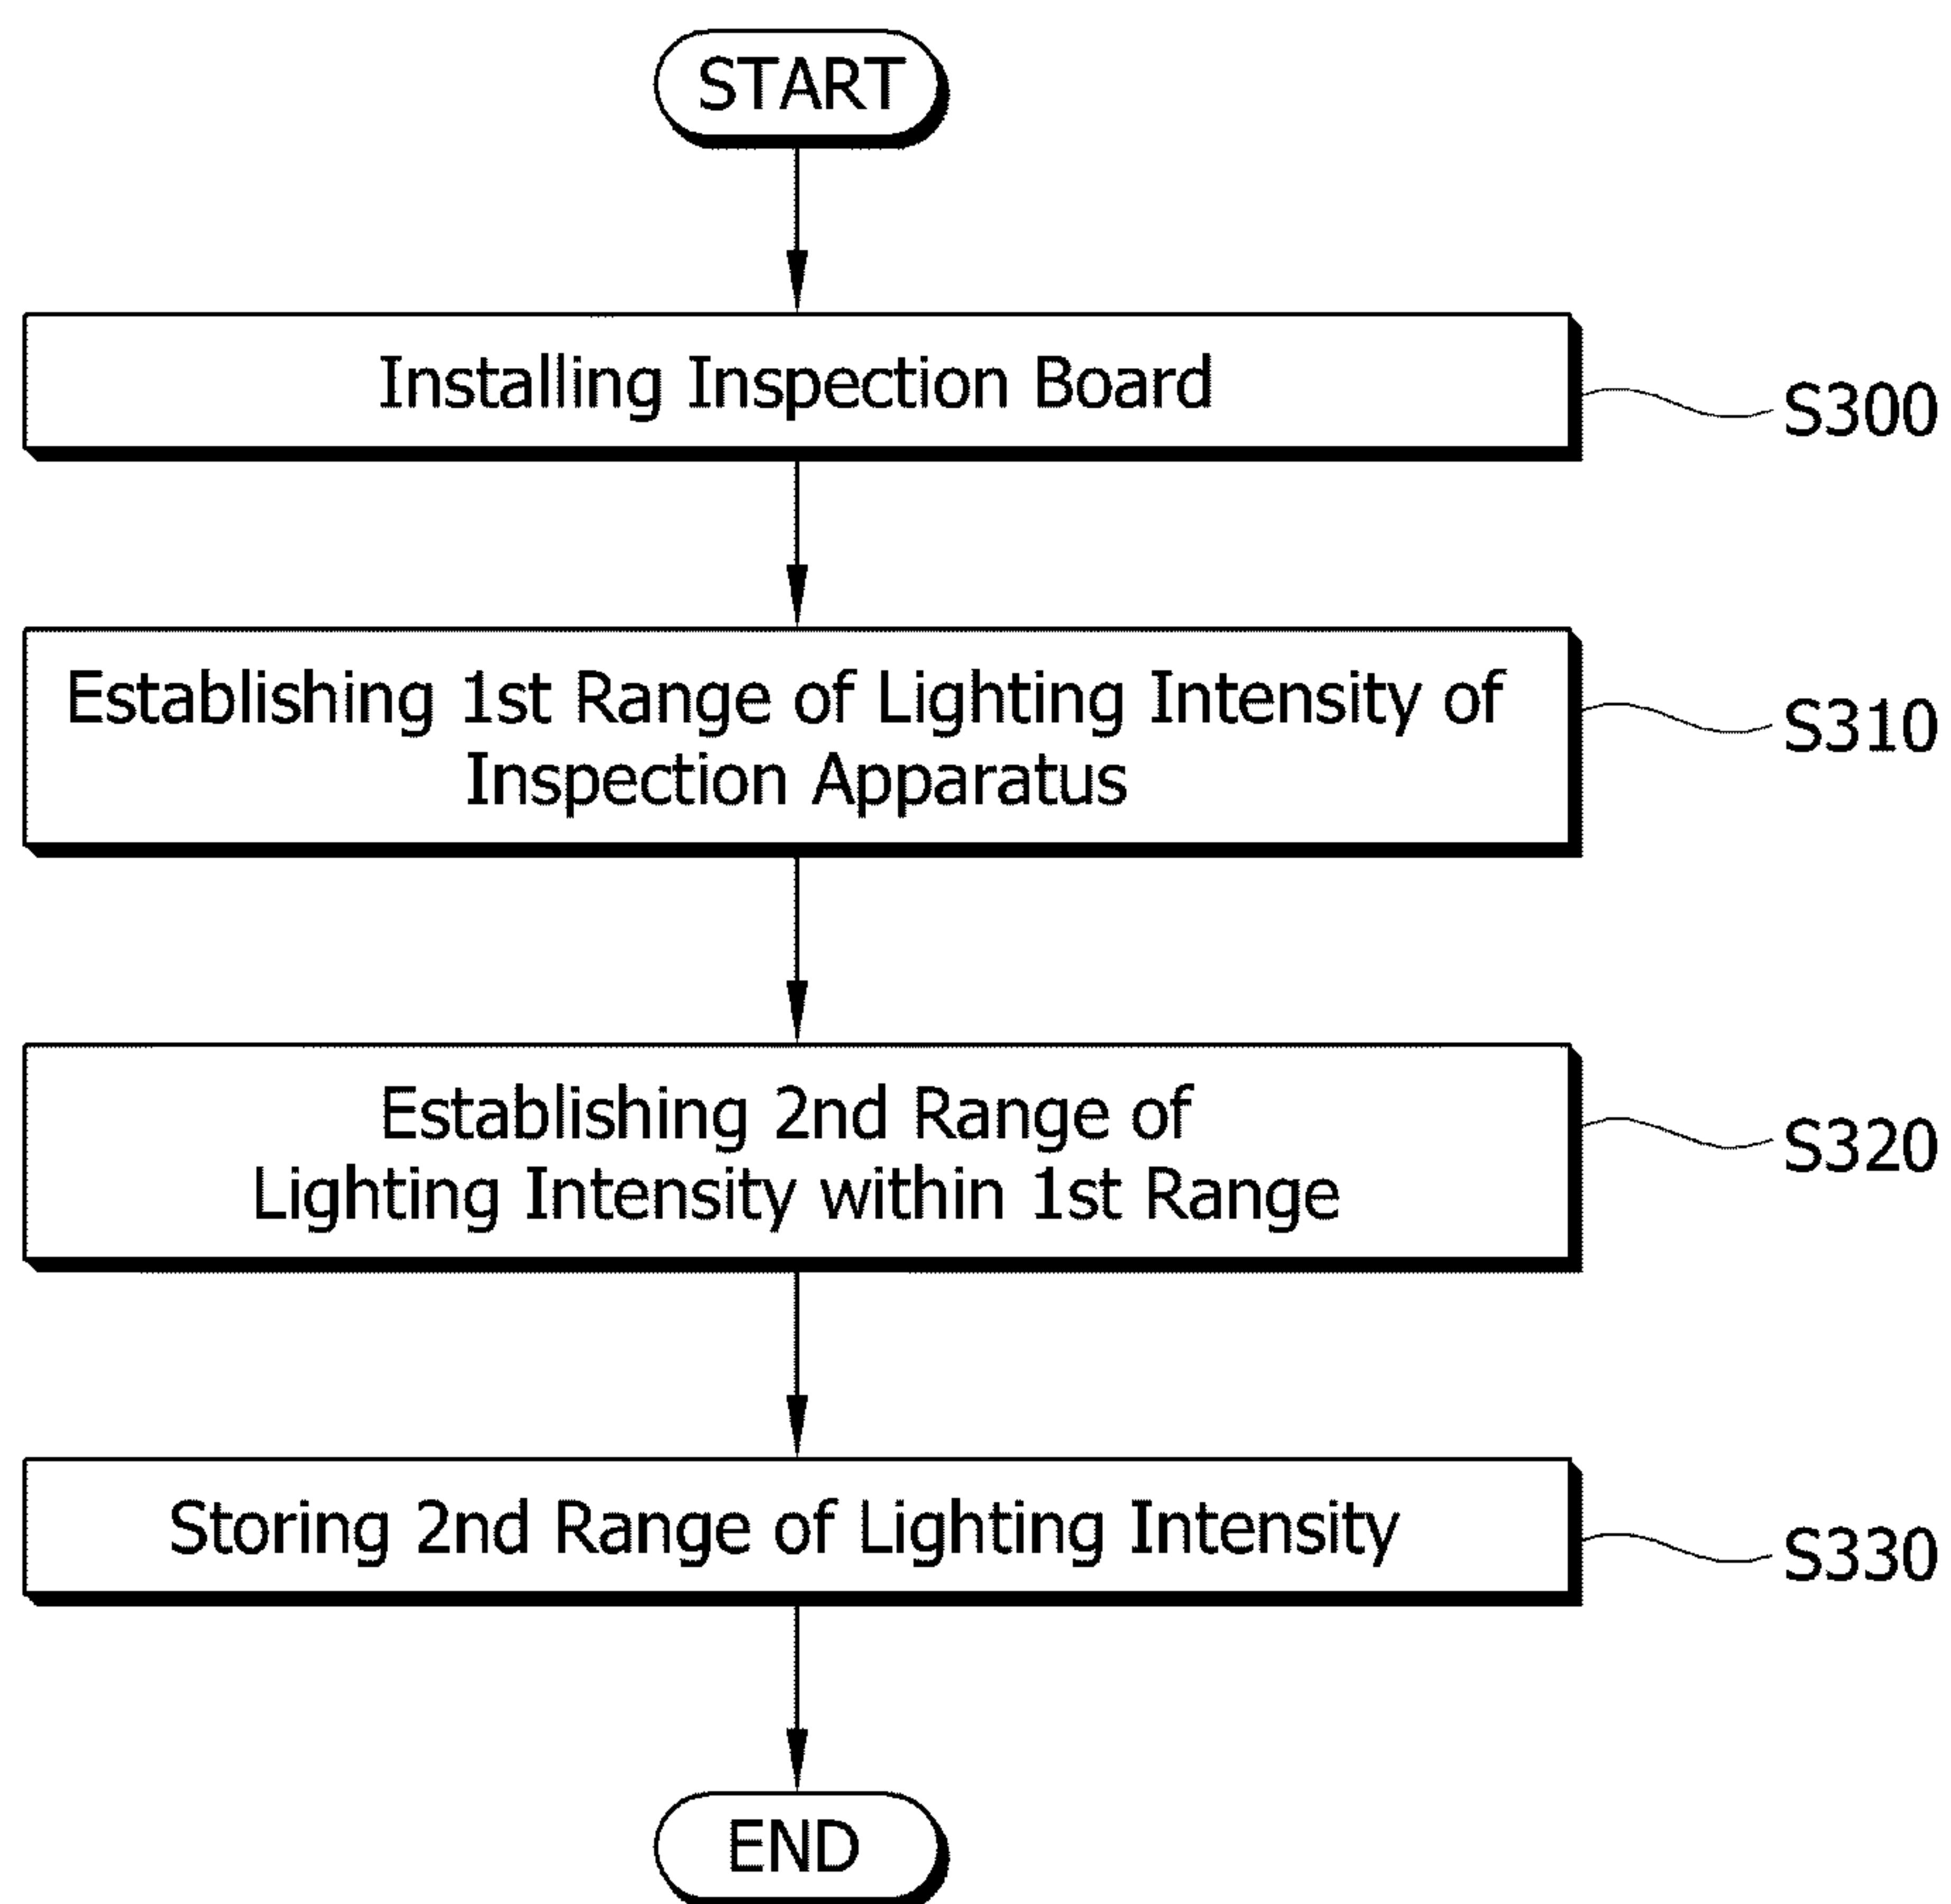 START
Installing Inspection Board
S300
Establishing 1st Range of Lighting Intensity of
Inspection Apparatus
S310
Establishing 2nd Range of
Lighting Intensity within 1st Range
S320
Storing 2nd Range of Lighting Intensity
S330
END